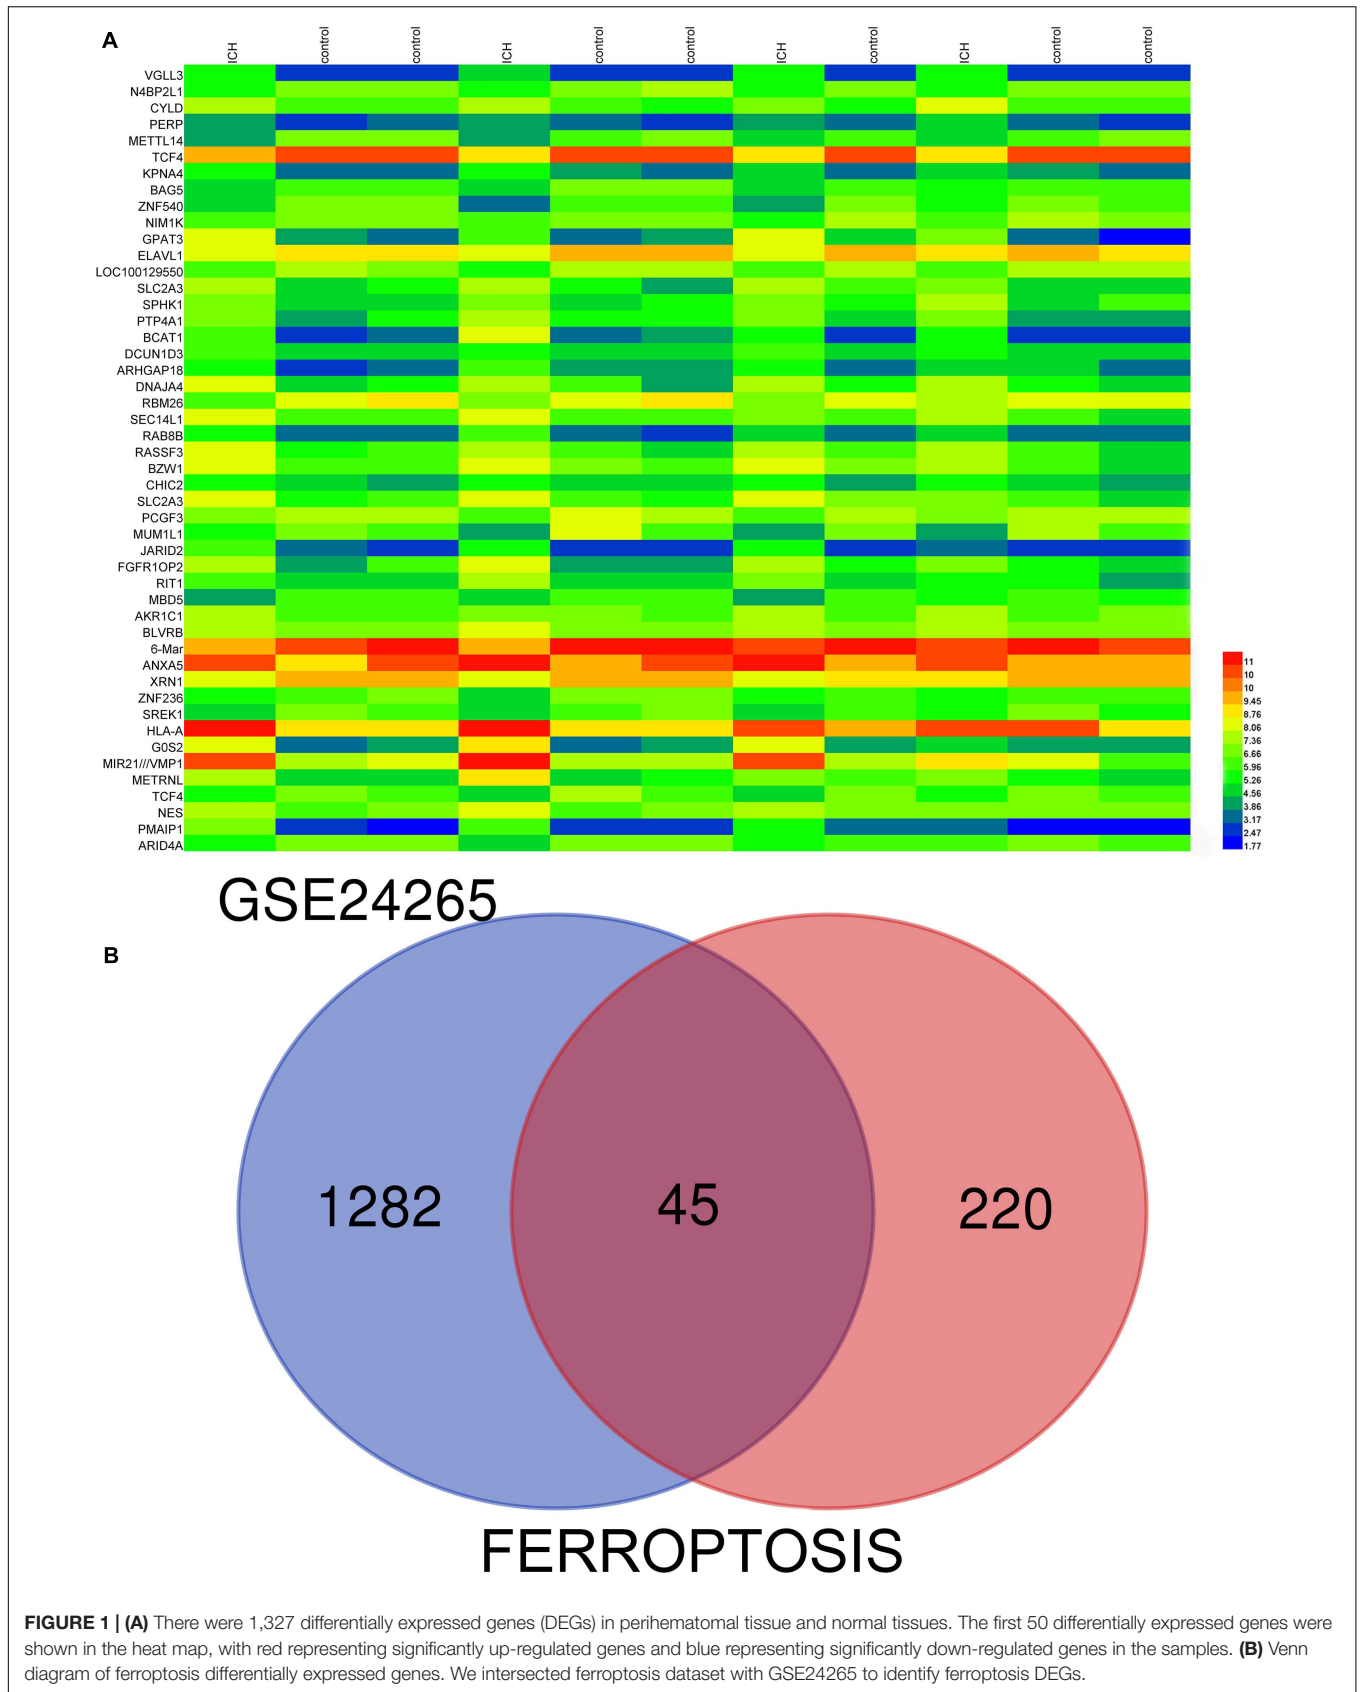 A
ICH control control ICH control control ICH control ICH control control
VGLL3
N4BP2L1
CYLD
PERP
METTL14
TCF4
KPNA4
BAG5
ZNF540
NIM1K
GPAT3
ELAVL1
LOC100129550
SLC2A3
SPHK1
PTP4A1
BCAT1
DCUN1D3
ARHGAP18
DNAJA4
RBM26
SEC14L1
RAB8B
RASSF3
BZW1
CHIC2
SLC2A3
PCGF3
MUM1L1
JARID2
FGFR1OP2
RIT1
MBD5
AKR1C1
BLVRB
6-Mar
ANXA5
XRN1
ZNF236
SREK1
HLA-A
G0S2
MIR21///VMP1
METRNL
TCF4
NES
PMAIP1
ARID4A
11
10
10
9.45
8.76
8.06
7.36
6.66
5.96
5.26
4.56
3.86
3.17
2.47
1.77
GSE24265
B
1282 45 220
FERROPTOSIS
FIGURE 1 | (A) There were 1,327 differentially expressed genes (DEGs) in perihematomal tissue and normal tissues. The first 50 differentially expressed genes were
shown in the heat map, with red representing significantly up-regulated genes and blue representing significantly down-regulated genes in the samples. (B) Venn
diagram of ferroptosis differentially expressed genes. We intersected ferroptosis dataset with GSE24265 to identify ferroptosis DEGs.